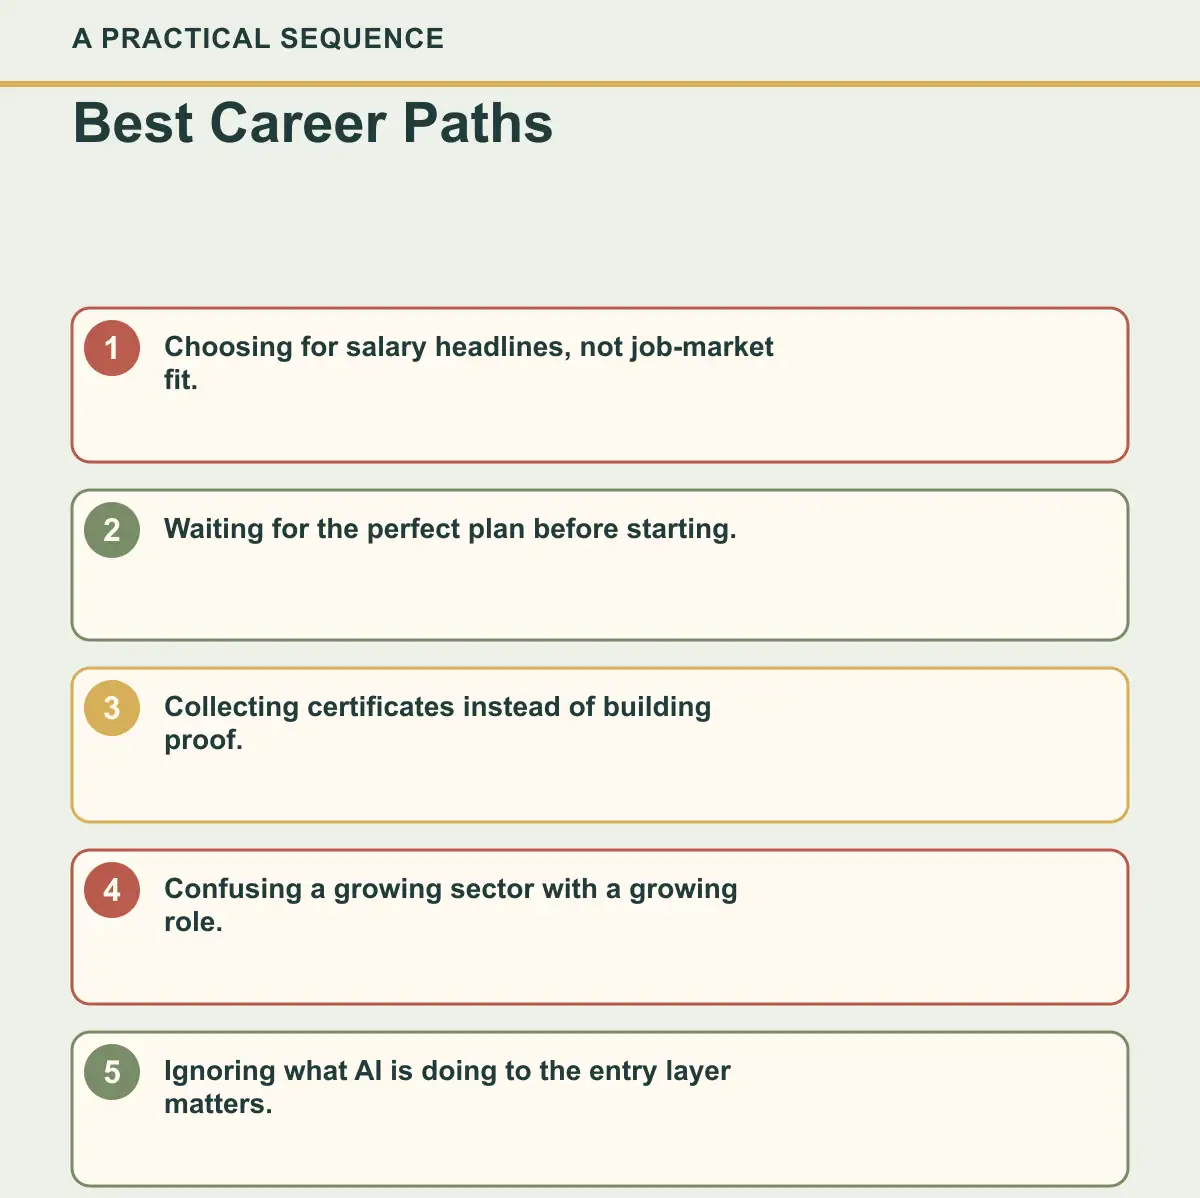 A PRACTICAL SEQUENCE
Best Career Paths
1
Choosing for salary headlines, not job-market
fit.
2
Waiting for the perfect plan before starting.
3
Collecting certificates instead of building
proof.
4
Confusing a growing sector with a growing
role.
5
Ignoring what AI is doing to the entry layer
matters.